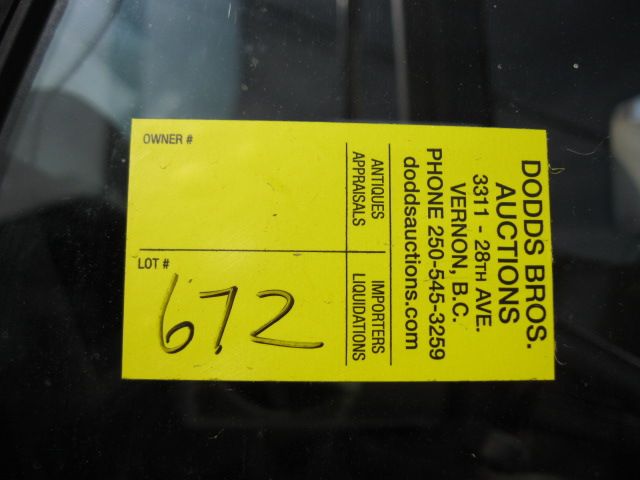 DODDS BROS.
AUCTIONS
3311 - 28TH AVE.
VERNON, B.C.
PHONE 250-545-3259
doddsauctions.com
ANTIQUES IMPORTERS
APPRAISALS LIQUIDATIONS
OWNER #
LOT #
672